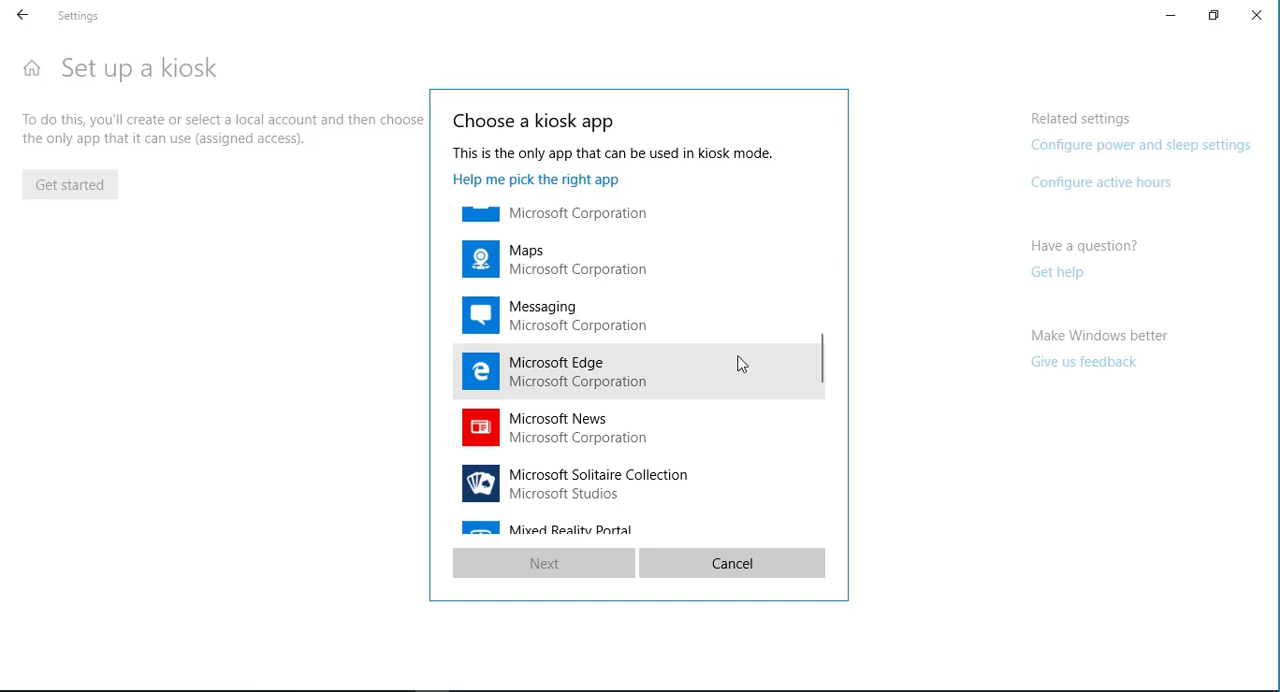 Settings
Set up a kiosk
To do this, you'll create or select a local account and then choose
the only app that it can use (assigned access).
Get started
Choose a kiosk app
This is the only app that can be used in kiosk mode.
Help me pick the right app
Microsoft Corporation
Maps
Microsoft Corporation
Messaging
Microsoft Corporation
Microsoft Edge
Microsoft Corporation
Microsoft News
Microsoft Corporation
Microsoft Solitaire Collection
Microsoft Studios
Mixed Reality Portal
Next
Cancel
Related settings
Configure power and sleep settings
Configure active hours
Have a question?
Get help
Make Windows better
Give us feedback